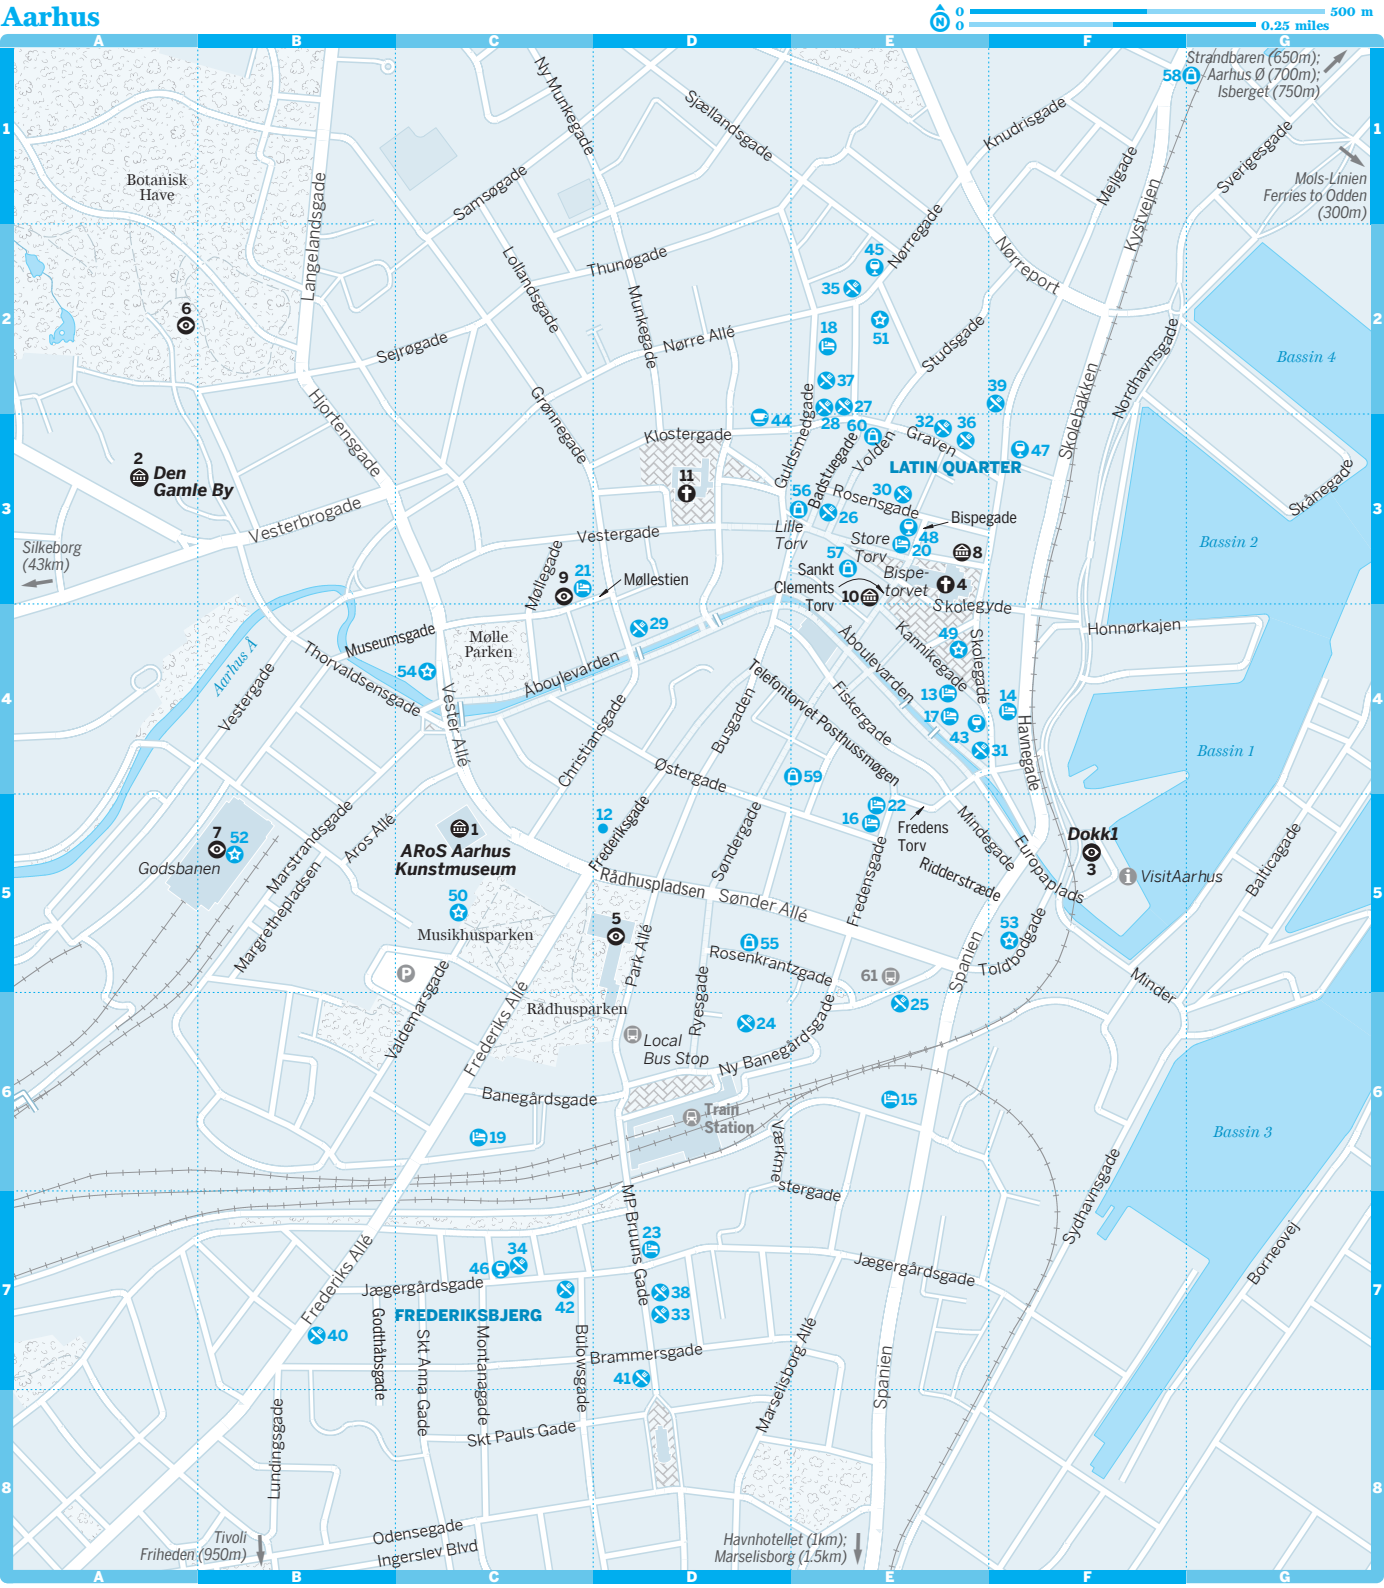 Aarhus
N
0
500 m
0
0.25 miles
A
B
C
D
E
F
G
Strandbaren (650m);
Aarhus Ø (700m);
Isberget (750m)
58
1
1
Ny Munkegade
Sjællandsgade
Knudrisgade
Mejlgade
Sverigesgade
Mols-Linien
Ferries to Odden
(300m)
Botanisk
Have
Langelandsgade
Samsøgade
Kystvejen
Nørregade
Nørreport
Lollandsgade
Thunøgade
45
35
2
2
6
Munkegade
Nørre Allé
18
51
Studsgade
Sejrøgade
Nordhavnsgade
Bassin 4
Skolebakken
37
39
Hjortensgade
Grønnegade
Guldsmedgade
27
28
60
44
32
36
Klostergade
Graven
Volden
Badstuegade
47
LATIN QUARTER
2
Den
Gamle By
11
30
Rosensgade
Skånegade
3
3
56
26
Bispegade
Vesterbrogade
Vestergade
Lille
Torv
Store
Torv
48
20
8
Bassin 2
Silkeborg
(43km)
Møllegade
9
21
Møllestien
57
Sankt
Clements
Torv
Bispe-
torvet
4
10
Skolegyde
Aarhus Å
Museumsgade
Mølle
Parken
29
Honnørkajen
Kannikegade
49
Skolegade
Thorvaldsensgade
54
Åboulevarden
Åboulevarden
4
4
Vestergade
Vester Allé
Christiansgade
Busgaden
Telefontorvet
Posthussmøgen
Fiskergade
13
14
17
43
31
Havnegade
Bassin 1
Østergade
59
7
52
Godsbanen
Marstrandsgade
Aros Allé
1
ARoS Aarhus
Kunstmuseum
12
Frederiksgade
Søndergade
22
16
Fredens
Torv
Mindegade
Dokk1
3
Europaplads
VisitAarhus
Balticagade
Ridderstræde
5
5
Margrethepladsen
50
Musikhusparken
Rådhuspladsen
Sønder Allé
Fredensgade
5
Park Allé
55
Rosenkrantzgade
61
Spanien
53
Toldbodgade
P
Valdemarsgade
Minder
Frederiks Allé
Rådhusparken
Ryesgade
24
25
Local
Bus Stop
Ny Banegårdsgade
6
6
Banegårdsgade
Train
Station
15
19
Værkmestergade
Bassin 3
Sydhavnsgade
Borneovej
MP Bruuns Gade
23
34
46
Frederiks Allé
Jægergårdsgade
Jægergårdsgade
7
7
42
38
33
FREDERIKSBJERG
40
Godthåbsgade
Skt Anna Gade
Montanagade
Bülowsgade
Brammersgade
41
Marselisborg Allé
Spanien
Lundingsgade
Skt Pauls Gade
8
8
Tivoli
Friheden (950m)
Odensegade
Ingerslev Blvd
Havnhotellet (1km);
Marselisborg (1.5km)
A
B
C
D
E
F
G